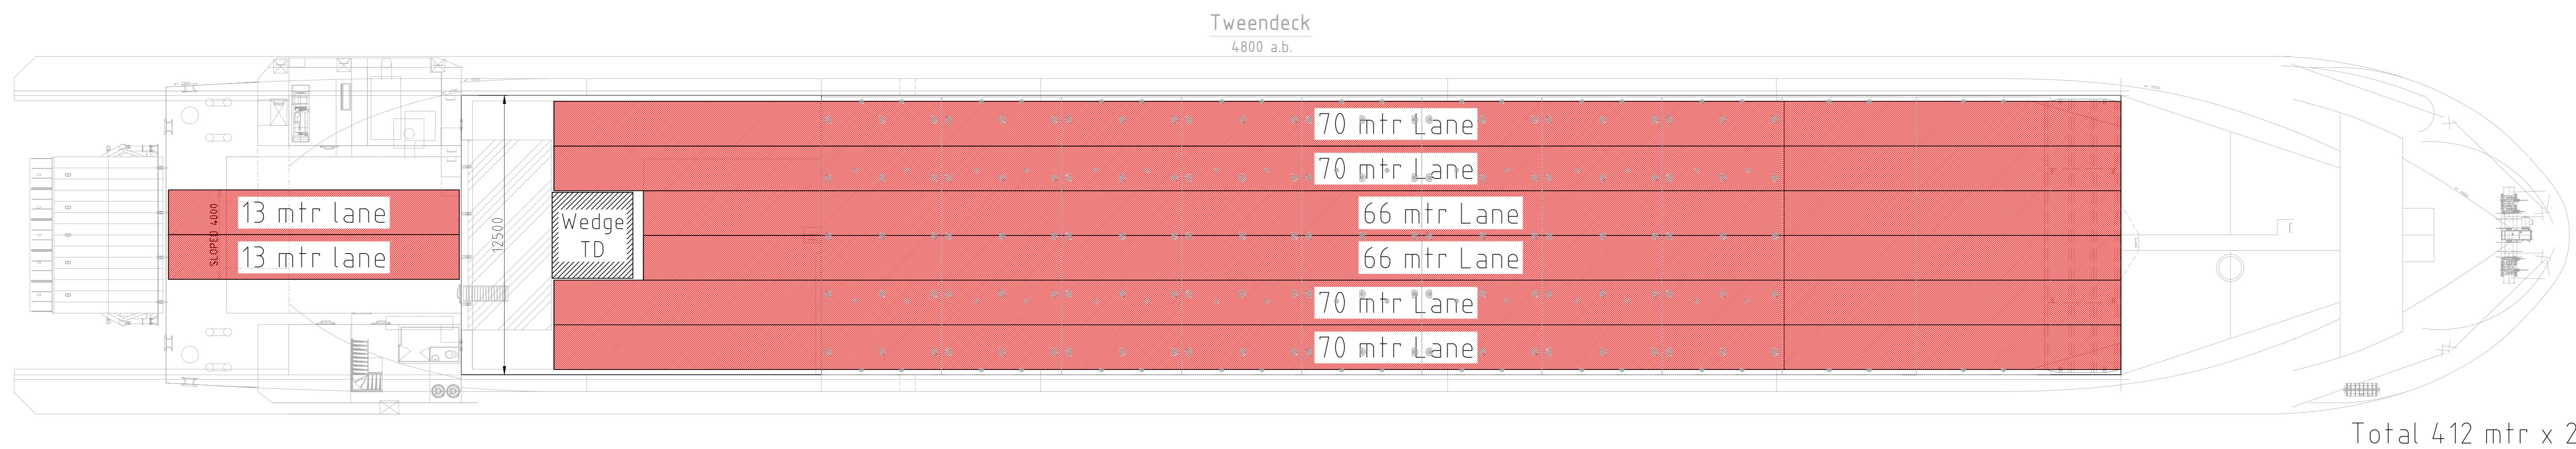 Tweendeck
4800 a.b.
70 mtr Lane
70 mtr Lane
13 mtr lane
66 mtr Lane
SLOPED 4000
12500
Wedge
TD
13 mtr lane
66 mtr Lane
70 mtr Lane
70 mtr Lane
Total 412 mtr x 2